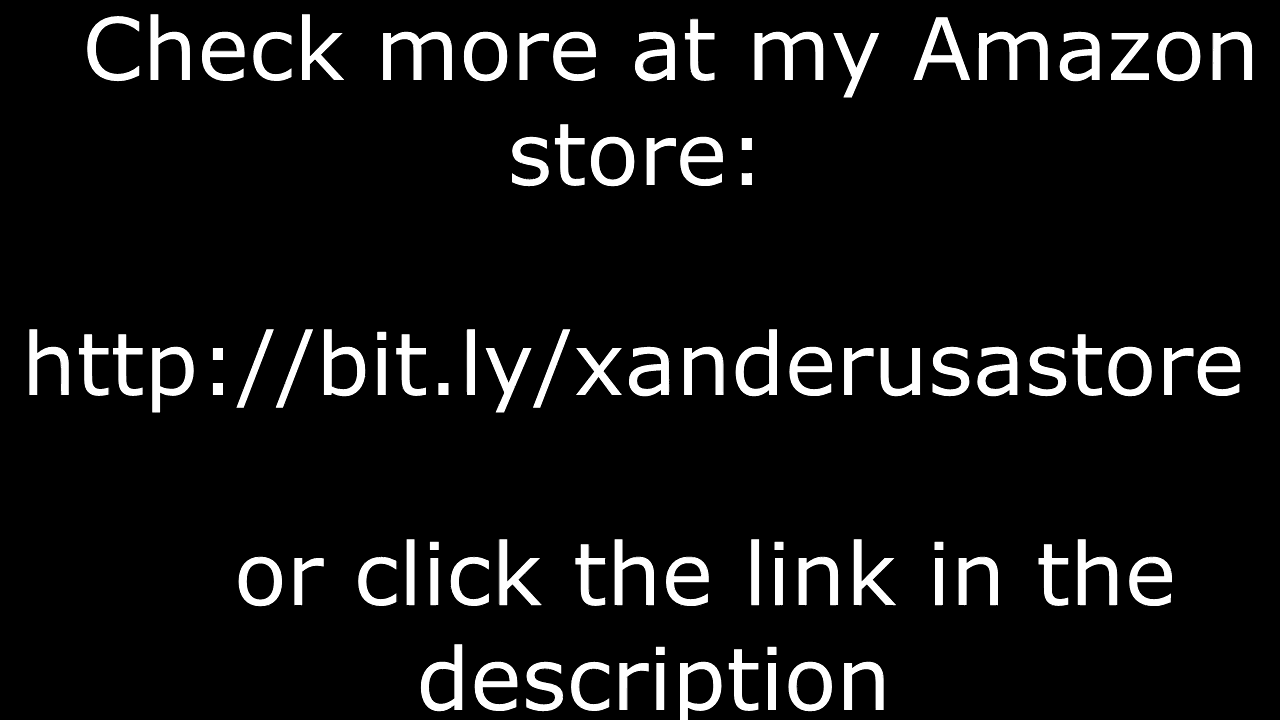 Check more at my Amazon
store:
http://bit.ly/xanderusastore
or click the link in the
description